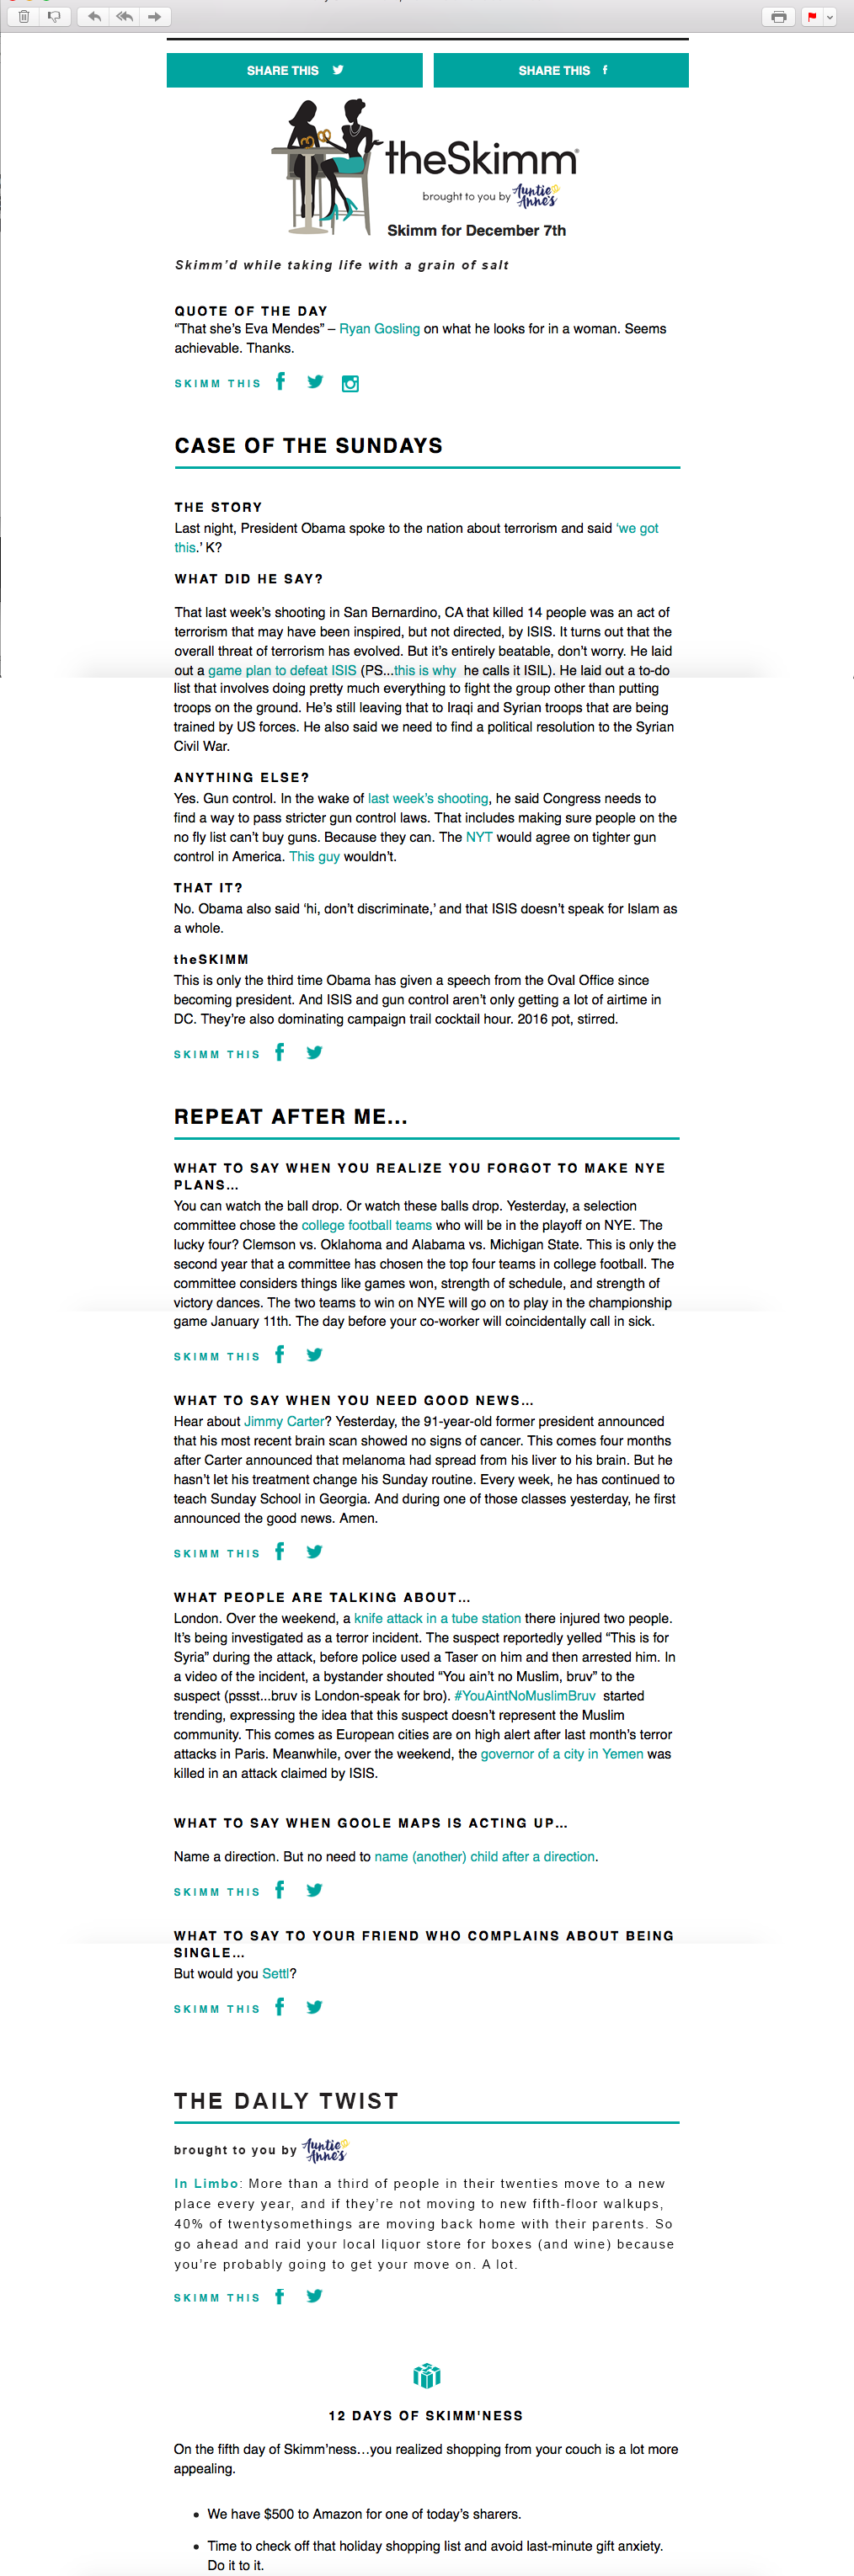 SHARE THIS
SHARE THIS
theSkimm®
brought to you by Auntie Anne's
Skimm for December 7th
Skimm'd while taking life with a grain of salt
QUOTE OF THE DAY
“That she’s Eva Mendes” – Ryan Gosling on what he looks for in a woman. Seems
achievable. Thanks.
SKIMM THIS
CASE OF THE SUNDAYS
THE STORY
Last night, President Obama spoke to the nation about terrorism and said ‘we got
this.’ K?
WHAT DID HE SAY?
That last week’s shooting in San Bernardino, CA that killed 14 people was an act of
terrorism that may have been inspired, but not directed, by ISIS. It turns out that the
overall threat of terrorism has evolved. But it’s entirely beatable, don’t worry. He laid
out a game plan to defeat ISIS (PS...this is why he calls it ISIL). He laid out a to-do
list that involves doing pretty much everything to fight the group other than putting
troops on the ground. He’s still leaving that to Iraqi and Syrian troops that are being
trained by US forces. He also said we need to find a political resolution to the Syrian
Civil War.
ANYTHING ELSE?
Yes. Gun control. In the wake of last week’s shooting, he said Congress needs to
find a way to pass stricter gun control laws. That includes making sure people on the
no fly list can’t buy guns. Because they can. The NYT would agree on tighter gun
control in America. This guy wouldn’t.
THAT IT?
No. Obama also said ‘hi, don’t discriminate,’ and that ISIS doesn’t speak for Islam as
a whole.
theSKIMM
This is only the third time Obama has given a speech from the Oval Office since
becoming president. And ISIS and gun control aren’t only getting a lot of airtime in
DC. They’re also dominating campaign trail cocktail hour. 2016 pot, stirred.
SKIMM THIS
REPEAT AFTER ME...
WHAT TO SAY WHEN YOU REALIZE YOU FORGOT TO MAKE NYE
PLANS…
You can watch the ball drop. Or watch these balls drop. Yesterday, a selection
committee chose the college football teams who will be in the playoff on NYE. The
lucky four? Clemson vs. Oklahoma and Alabama vs. Michigan State. This is only the
second year that a committee has chosen the top four teams in college football. The
committee considers things like games won, strength of schedule, and strength of
victory dances. The two teams to win on NYE will go on to play in the championship
game January 11th. The day before your co-worker will coincidentally call in sick.
SKIMM THIS
WHAT TO SAY WHEN YOU NEED GOOD NEWS…
Hear about Jimmy Carter? Yesterday, the 91-year-old former president announced
that his most recent brain scan showed no signs of cancer. This comes four months
after Carter announced that melanoma had spread from his liver to his brain. But he
hasn’t let his treatment change his Sunday routine. Every week, he has continued to
teach Sunday School in Georgia. And during one of those classes yesterday, he first
announced the good news. Amen.
SKIMM THIS
WHAT PEOPLE ARE TALKING ABOUT…
London. Over the weekend, a knife attack in a tube station there injured two people.
It’s being investigated as a terror incident. The suspect reportedly yelled “This is for
Syria” during the attack, before police used a Taser on him and then arrested him. In
a video of the incident, a bystander shouted “You ain’t no Muslim, bruv” to the
suspect (pssst...bruv is London-speak for bro). #YouAintNoMuslimBruv started
trending, expressing the idea that this suspect doesn’t represent the Muslim
community. This comes as European cities are on high alert after last month’s terror
attacks in Paris. Meanwhile, over the weekend, the governor of a city in Yemen was
killed in an attack claimed by ISIS.
WHAT TO SAY WHEN GOOLE MAPS IS ACTING UP…
Name a direction. But no need to name (another) child after a direction.
SKIMM THIS
WHAT TO SAY TO YOUR FRIEND WHO COMPLAINS ABOUT BEING
SINGLE…
But would you Settl?
SKIMM THIS
THE DAILY TWIST
brought to you by Auntie Anne's
In Limbo: More than a third of people in their twenties move to a new
place every year, and if they’re not moving to new fifth-floor walkups,
40% of twentysomethings are moving back home with their parents. So
go ahead and raid your local liquor store for boxes (and wine) because
you’re probably going to get your move on. A lot.
SKIMM THIS
12 DAYS OF SKIMM'NESS
On the fifth day of Skimm’ness…you realized shopping from your couch is a lot more
appealing.
• We have $500 to Amazon for one of today’s sharers.
• Time to check off that holiday shopping list and avoid last-minute gift anxiety.
Do it to it.